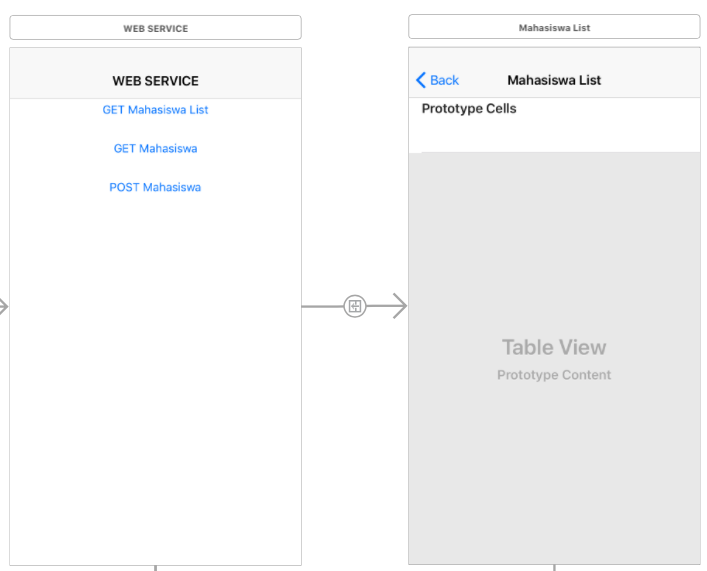 WEB SERVICE
WEB SERVICE
GET Mahasiswa List
GET Mahasiswa
POST Mahasiswa
Mahasiswa List
Back
Mahasiswa List
Prototype Cells
Table View
Prototype Content